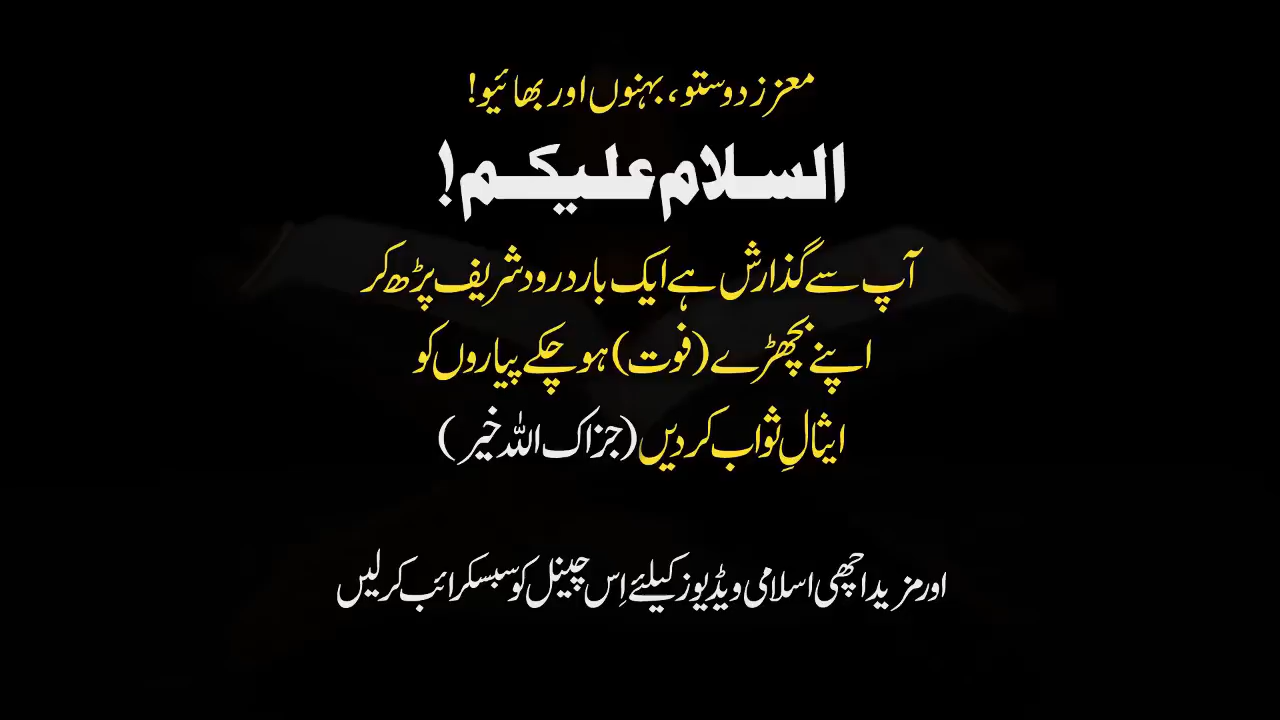 معزز دوستو، بہنوں اور بھائیو!
السلام علیکم!
آپ سے گذارش ہے ایک بار درود شریف پڑھ کر
اپنے بچھڑے (فوت) ہو چکے پیاروں کو
ایثالِ ثواب کر دیں (جزاک اللہ خیر)
اور مزید اچھی اسلامی ویڈیوز کیلئے اِس چینل کو سبسکرائب کر لیں